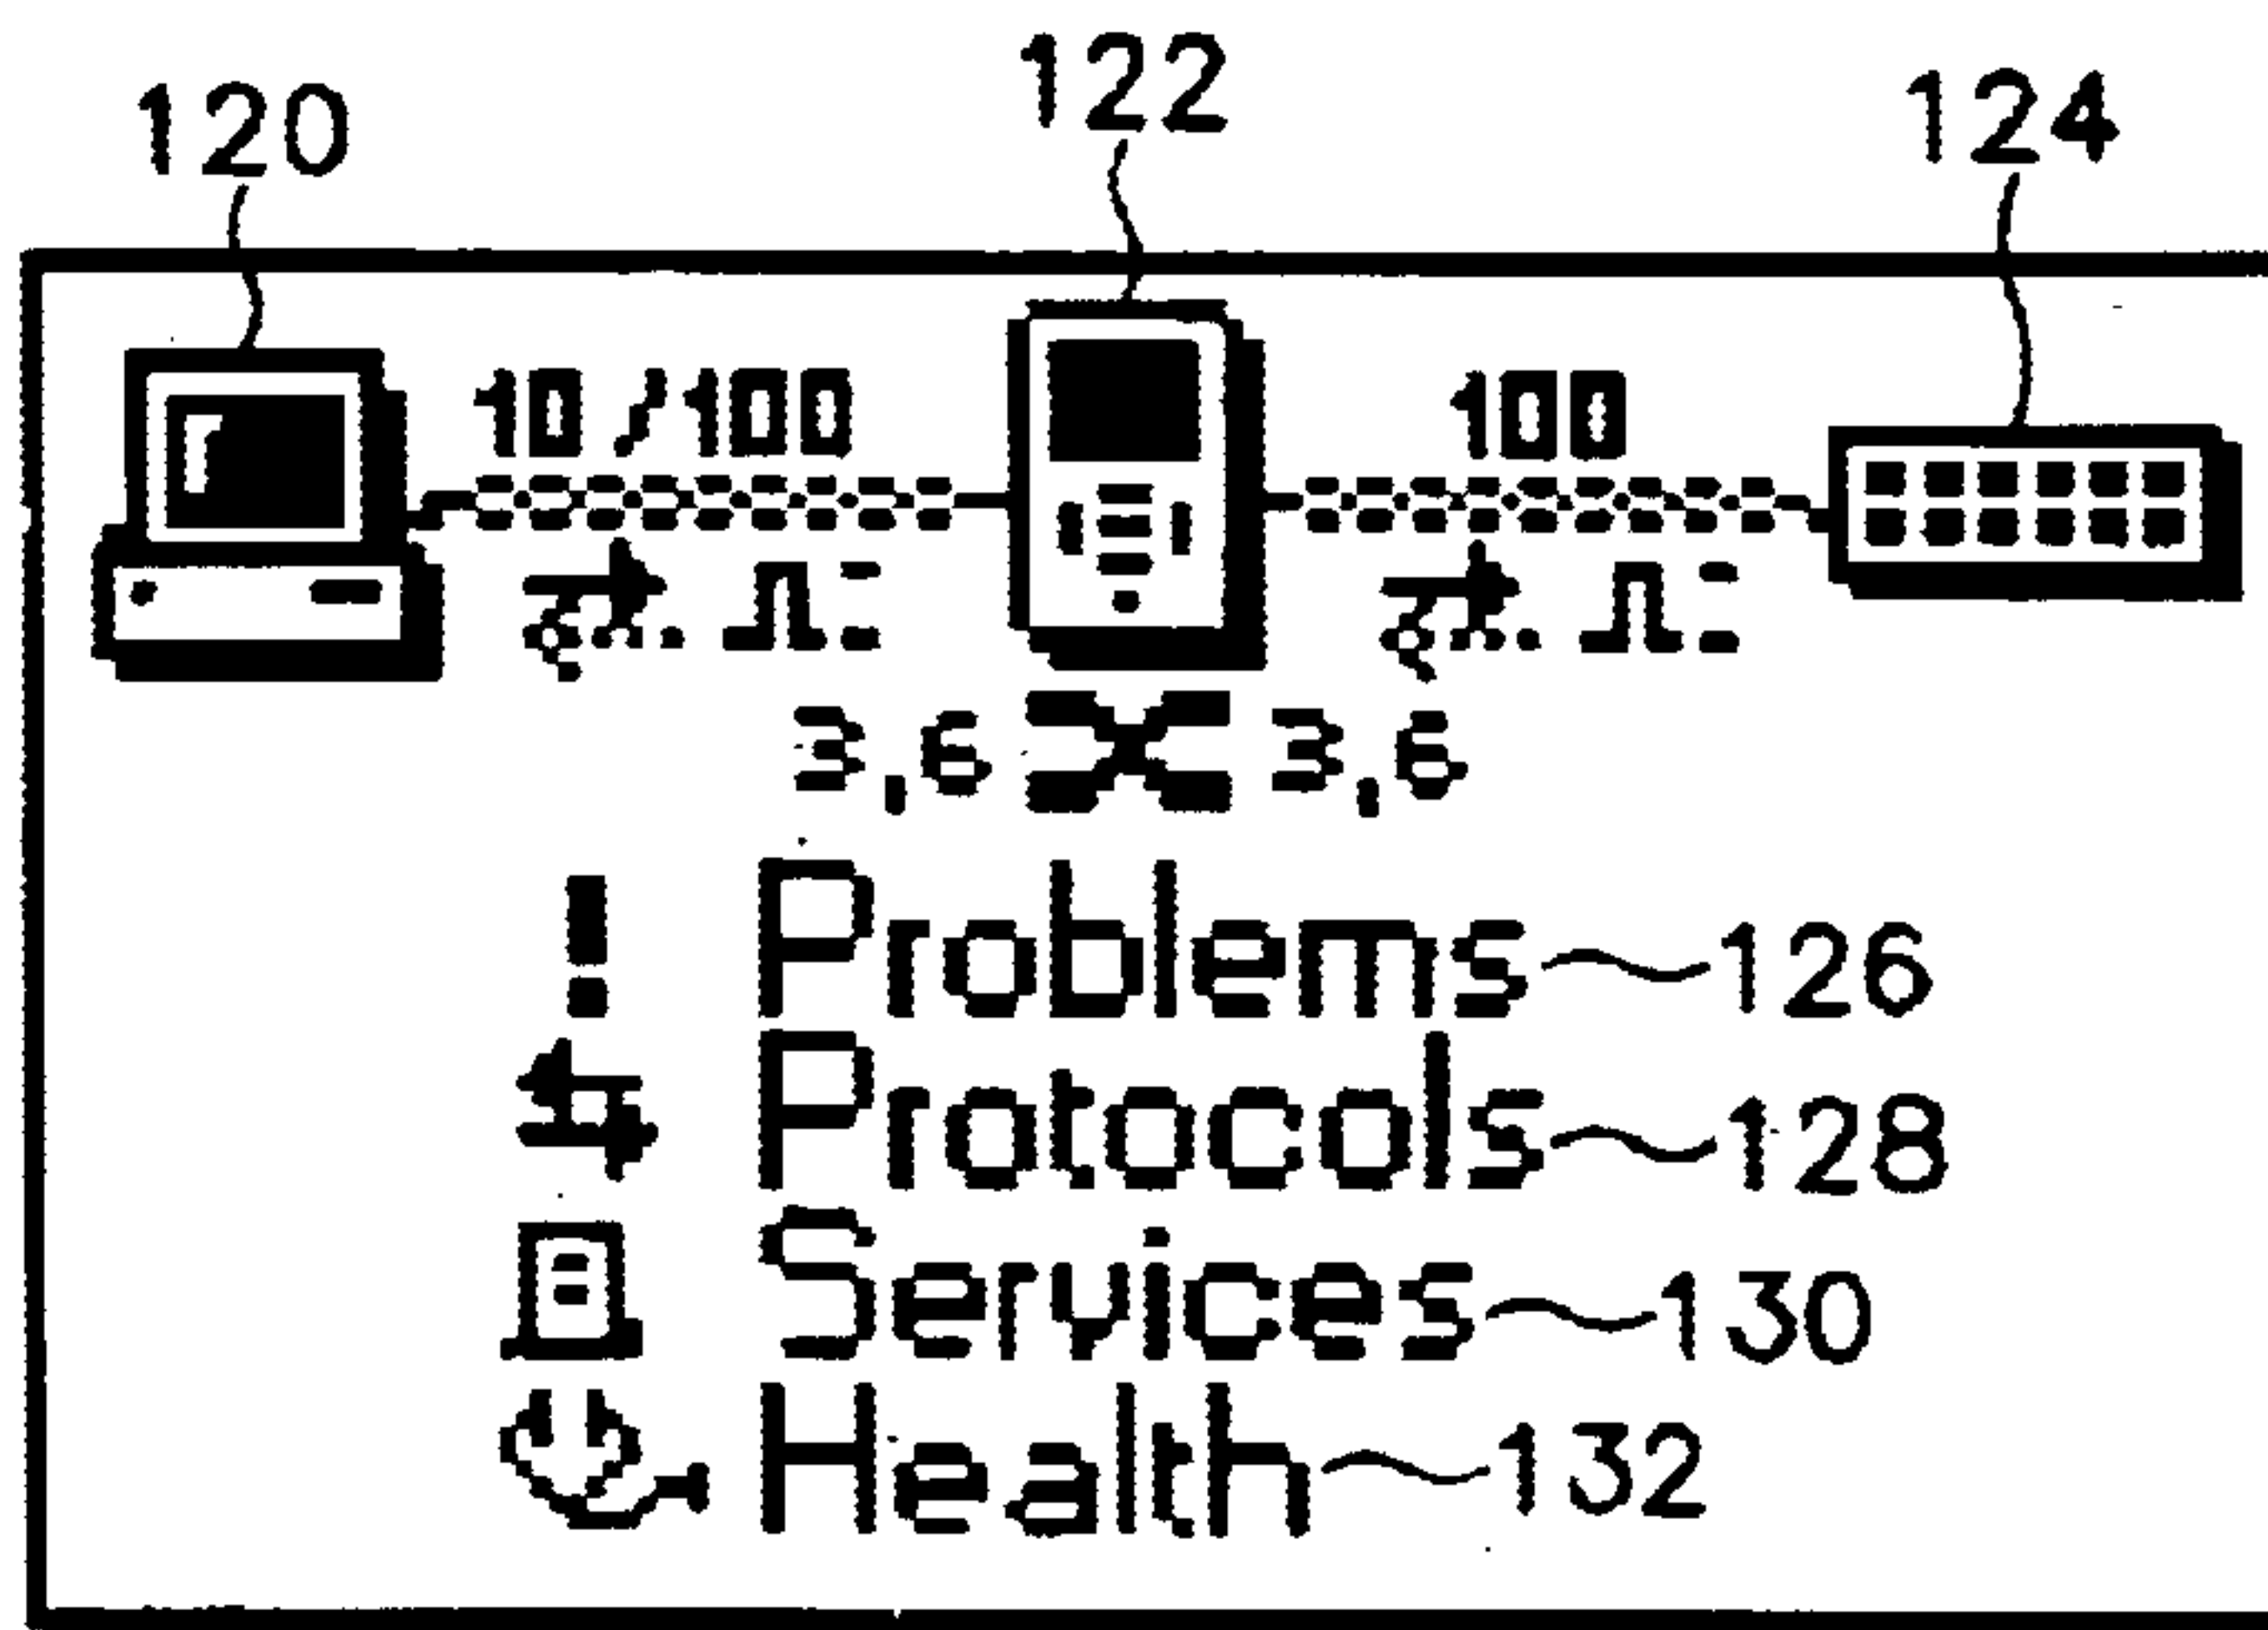 120 122 124
10/100 100
3,6 3,6
! Problems 126
Protocols 128
Services 130
Health 132